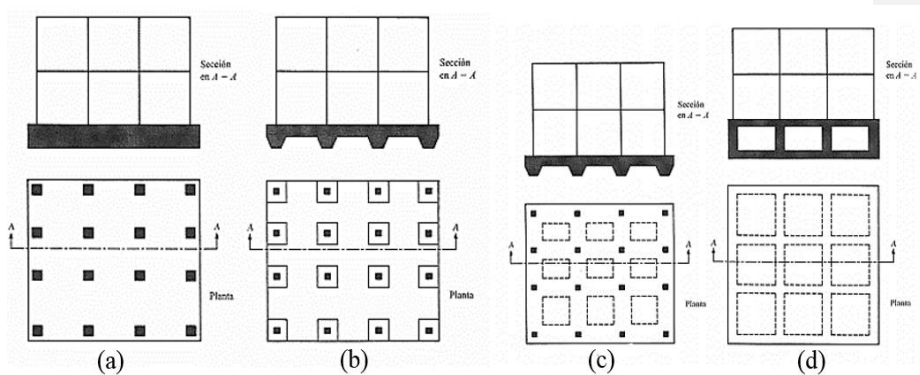 Sección
en A – A
A
A
Planta
(a)
Sección
en A – A
A
A
Planta
(b)
Sección
en A – A
A
A
Planta
(c)
Sección
en A – A
A
A
Planta
(d)